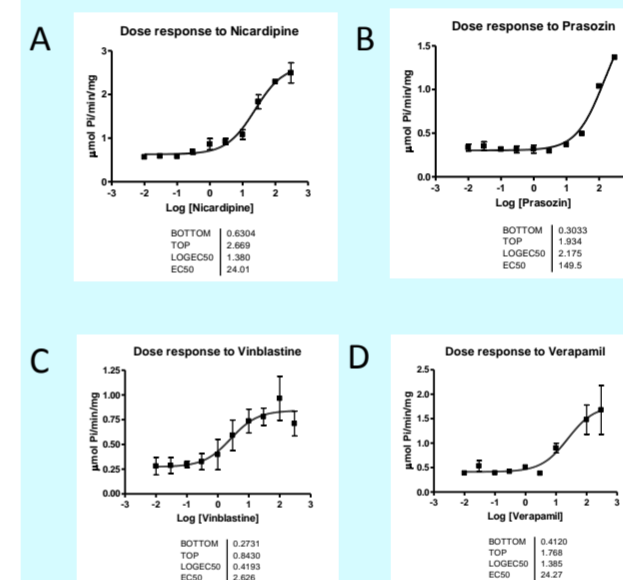 A
Dose response to Nicardipine
µmol Pi/min/mg
3
2
1
0
-3 -2 -1 0 1 2 3
Log [Nicardipine]
BOTTOM 0.6304
TOP 2.669
LOGEC50 1.380
EC50 24.01
B
Dose response to Prasozin
µmol Pi/min/mg
1.5
1.0
0.5
0.0
-3 -2 -1 0 1 2
Log [Prasozin]
BOTTOM 0.3033
TOP 1.934
LOGEC50 2.175
EC50 149.5
C
Dose response to Vinblastine
µmol Pi/min/mg
1.25
1.00
0.75
0.50
0.25
0.00
-3 -2 -1 0 1 2 3
Log [Vinblastine]
BOTTOM 0.2731
TOP 0.8430
LOGEC50 0.4193
EC50 2.626
D
Dose response to Verapamil
µmol Pi/min/mg
2.5
2.0
1.5
1.0
0.5
0.0
-3 -2 -1 0 1 2 3
Log [Verapamil]
BOTTOM 0.4120
TOP 1.768
LOGEC50 1.385
EC50 24.27